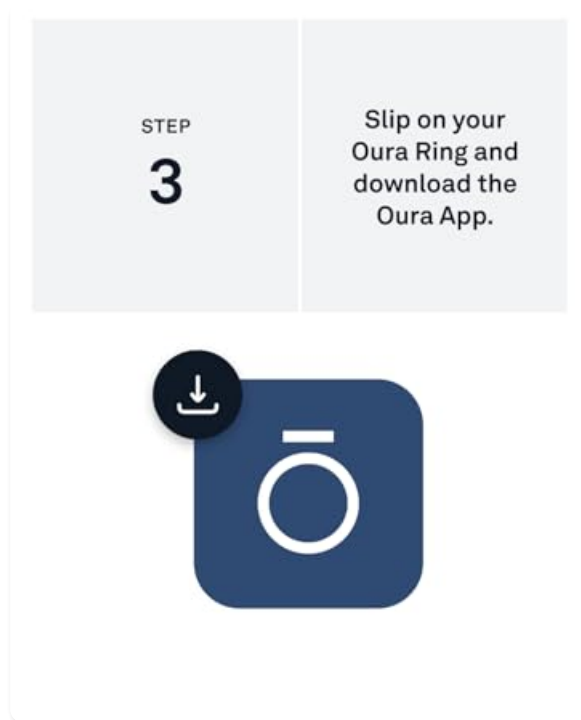 STEP
3
Slip on your
Oura Ring and
download the
Oura App.